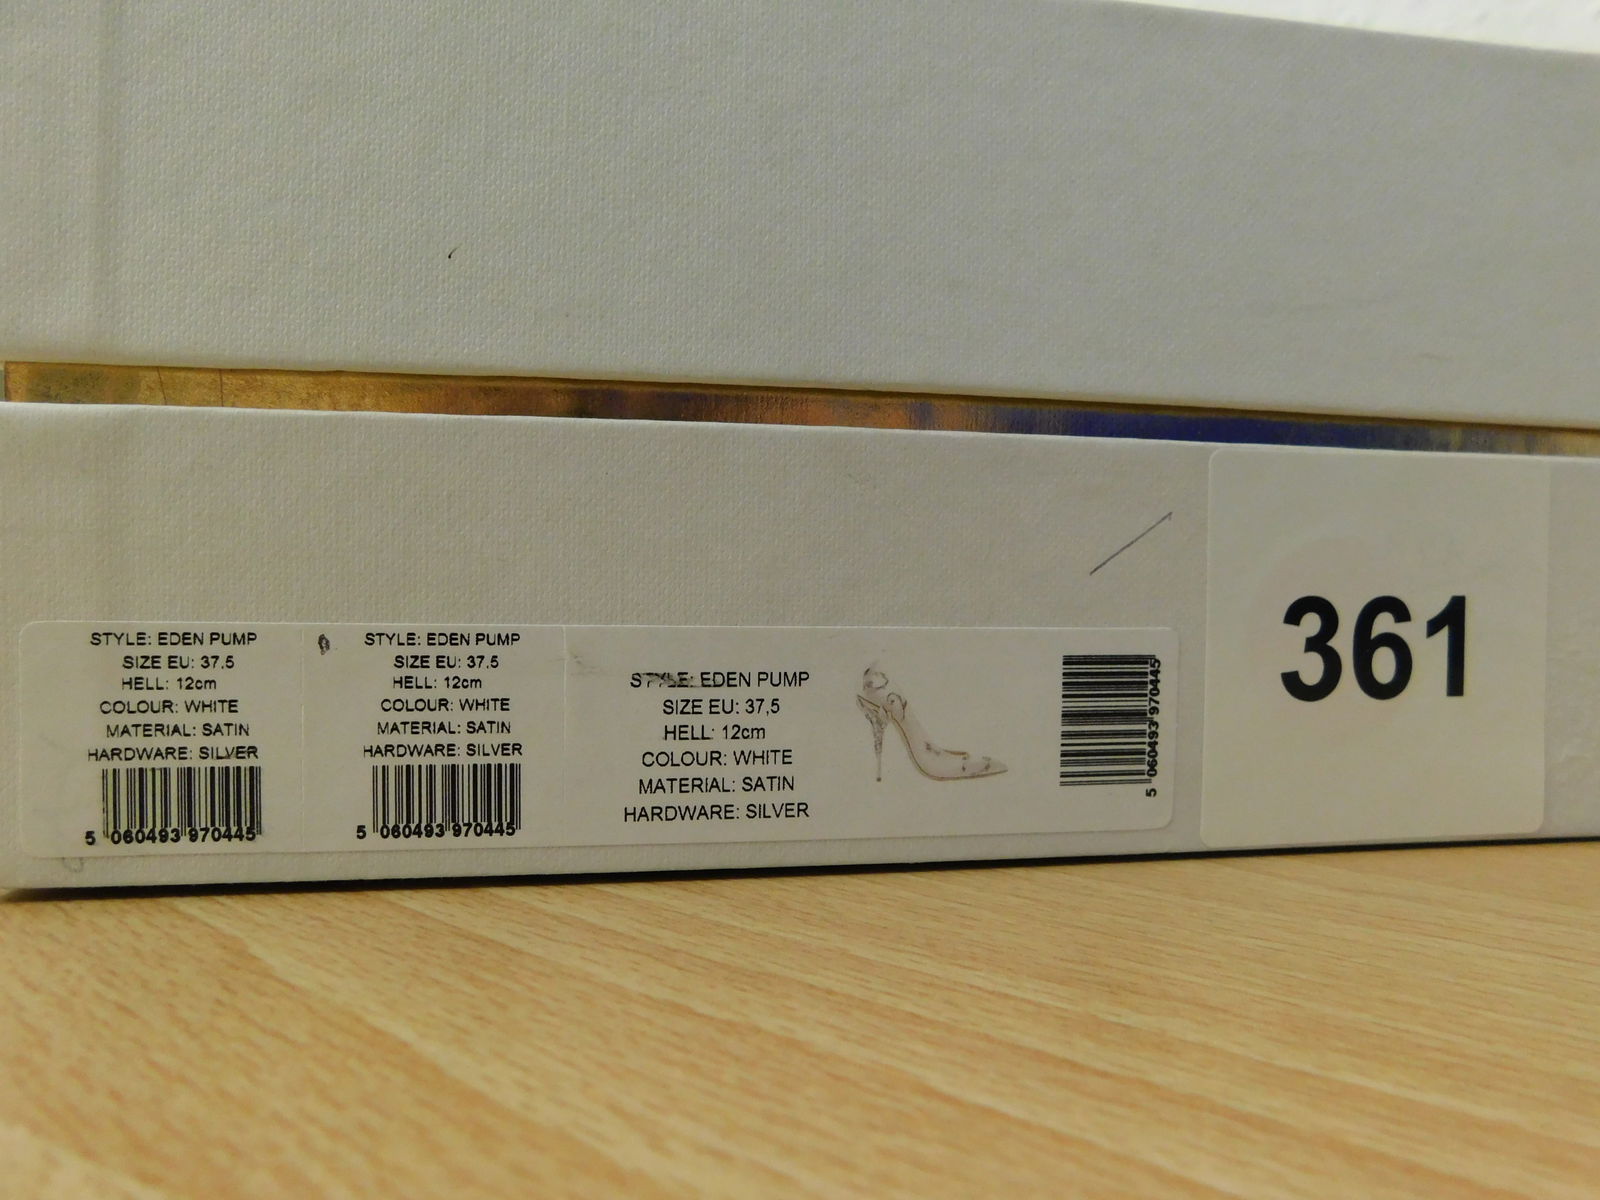 STYLE: EDEN PUMP
SIZE EU: 37,5
HELL: 12cm
COLOUR: WHITE
MATERIAL: SATIN
HARDWARE: SILVER
5 060493 970445
STYLE: EDEN PUMP
SIZE EU: 37,5
HELL: 12cm
COLOUR: WHITE
MATERIAL: SATIN
HARDWARE: SILVER
5 060493 970445
STYLE: EDEN PUMP
SIZE EU: 37,5
HELL: 12cm
COLOUR: WHITE
MATERIAL: SATIN
HARDWARE: SILVER
5 060493 970445
361